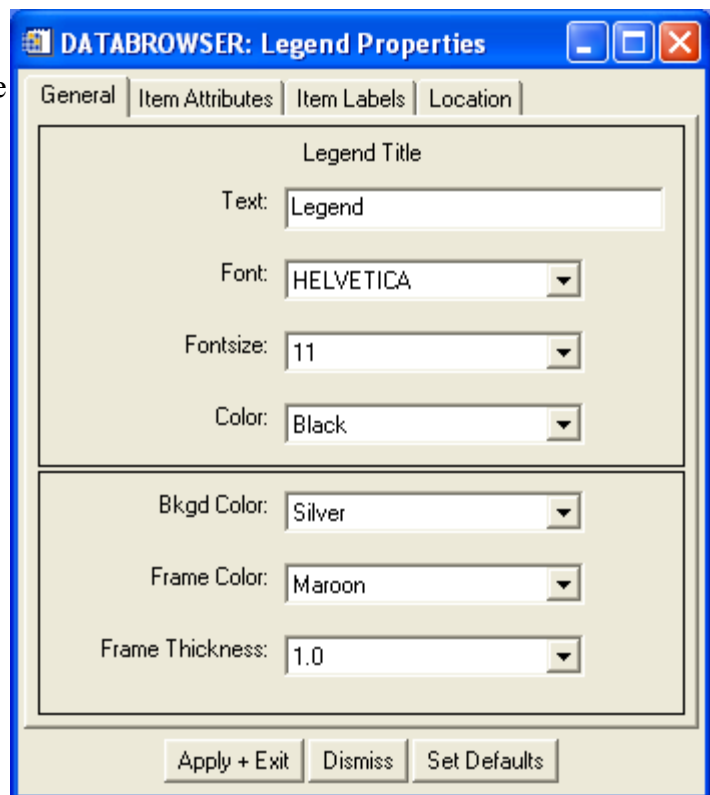 DATABROWSER: Legend Properties
e
General Item Attributes Item Labels Location
Legend Title
Text: Legend
Font: HELVETICA
Fontsize: 11
Color: Black
Bkgd Color: Silver
Frame Color: Maroon
Frame Thickness: 1.0
Apply + Exit Dismiss Set Defaults